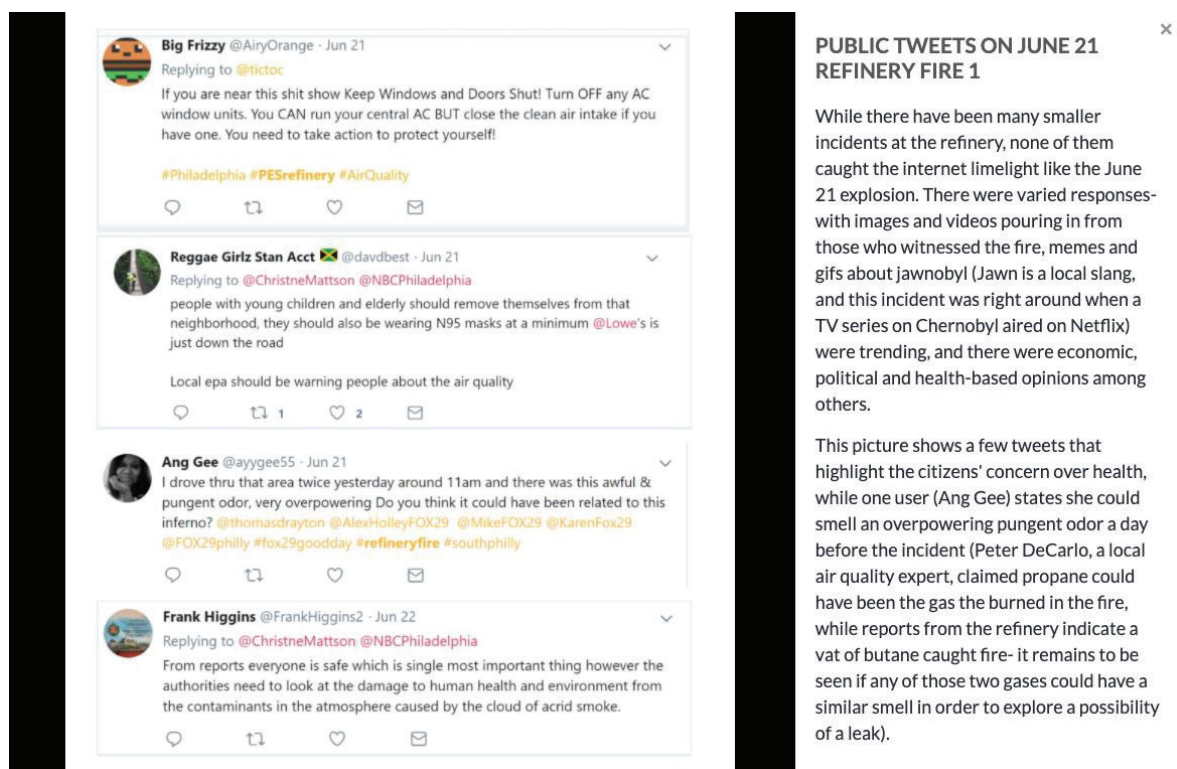 Big Frizzy @AiryOrange · Jun 21
Replying to @tictoc
If you are near this shit show Keep Windows and Doors Shut! Turn OFF any AC
window units. You CAN run your central AC BUT close the clean air intake if you
have one. You need to take action to protect yourself!
#Philadelphia #PESrefinery #AirQuality
Reggae Girlz Stan Acct 🇯🇲 @davdbest · Jun 21
Replying to @ChristneMattson @NBCPhiladelphia
people with young children and elderly should remove themselves from that
neighborhood, they should also be wearing N95 masks at a minimum @Lowe's is
just down the road
Local epa should be warning people about the air quality
1 2
Ang Gee @ayygee55 · Jun 21
I drove thru that area twice yesterday around 11am and there was this awful &
pungent odor, very overpowering Do you think it could have been related to this
inferno? @thomasdrayton @AlexHolleyFOX29 @MikeFOX29 @KarenFox29
@FOX29philly #fox29goodday #refineryfire #southphilly
Frank Higgins @FrankHiggins2 · Jun 22
Replying to @ChristneMattson @NBCPhiladelphia
From reports everyone is safe which is single most important thing however the
authorities need to look at the damage to human health and environment from
the contaminants in the atmosphere caused by the cloud of acrid smoke.
×
PUBLIC TWEETS ON JUNE 21
REFINERY FIRE 1
While there have been many smaller
incidents at the refinery, none of them
caught the internet limelight like the June
21 explosion. There were varied responses-
with images and videos pouring in from
those who witnessed the fire, memes and
gifs about jawnobyl (Jawn is a local slang,
and this incident was right around when a
TV series on Chernobyl aired on Netflix)
were trending, and there were economic,
political and health-based opinions among
others.
This picture shows a few tweets that
highlight the citizens' concern over health,
while one user (Ang Gee) states she could
smell an overpowering pungent odor a day
before the incident (Peter DeCarlo, a local
air quality expert, claimed propane could
have been the gas the burned in the fire,
while reports from the refinery indicate a
vat of butane caught fire- it remains to be
seen if any of those two gases could have a
similar smell in order to explore a possibility
of a leak).